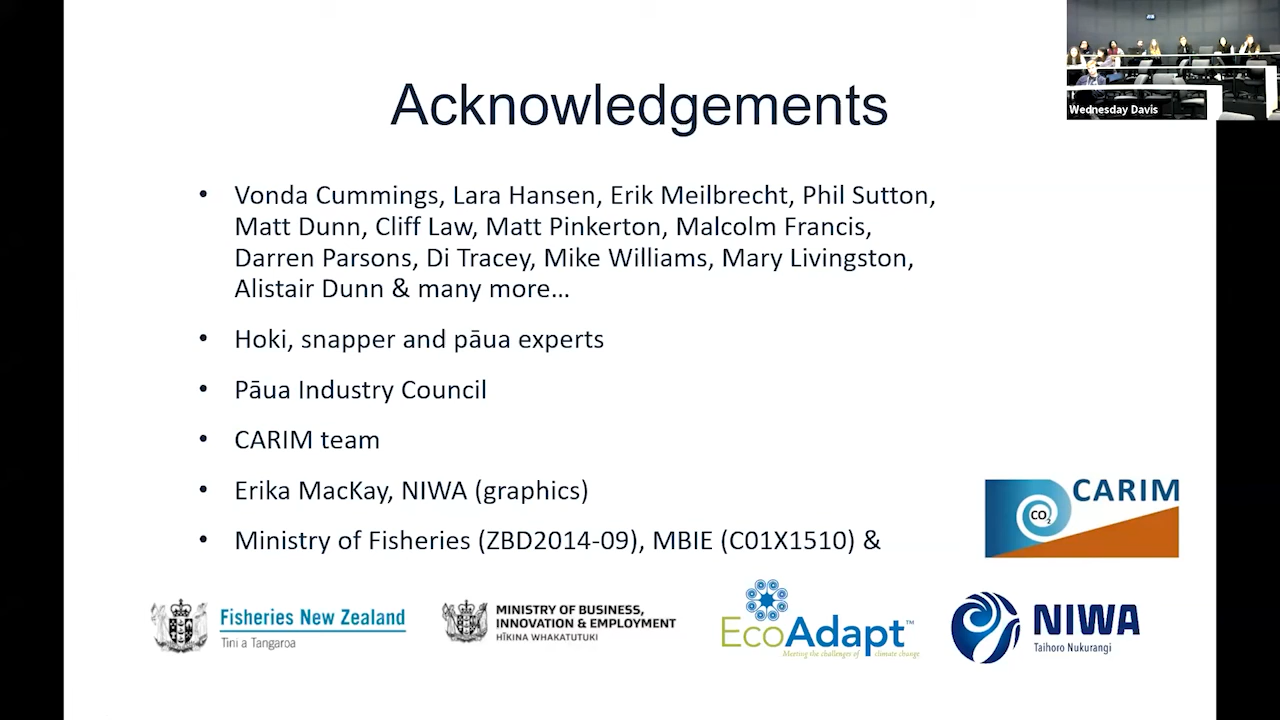 Acknowledgements
Wednesday Davis
• Vonda Cummings, Lara Hansen, Erik Meilbrecht, Phil Sutton,
Matt Dunn, Cliff Law, Matt Pinkerton, Malcolm Francis,
Darren Parsons, Di Tracey, Mike Williams, Mary Livingston,
Alistair Dunn & many more…
• Hoki, snapper and pāua experts
• Pāua Industry Council
• CARIM team
• Erika MacKay, NIWA (graphics)
• Ministry of Fisheries (ZBD2014-09), MBIE (C01X1510) &
CARIM
CO2
Fisheries New Zealand
Tini a Tangaroa
MINISTRY OF BUSINESS,
INNOVATION & EMPLOYMENT
HĪKINA WHAKATUTUKI
EcoAdapt™
Meeting the challenges of climate change
NIWA
Taihoro Nukurangi